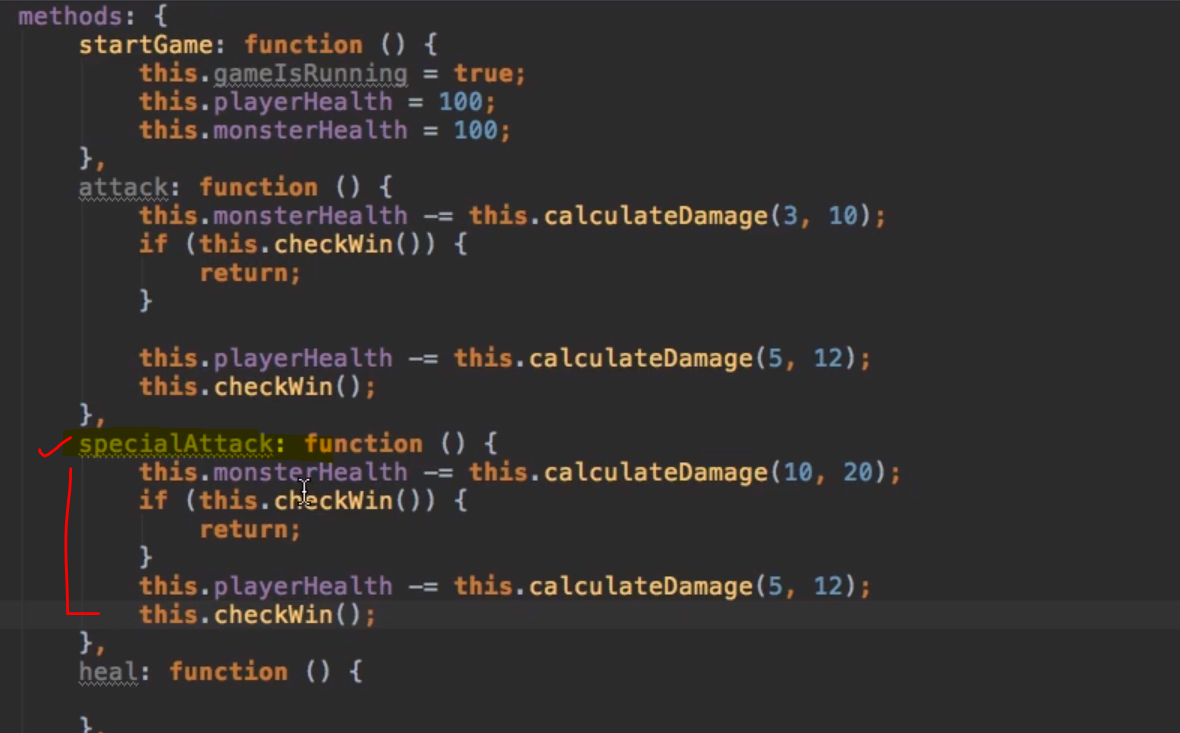 methods: {
startGame: function () {
this.gameIsRunning = true;
this.playerHealth = 100;
this.monsterHealth = 100;
},
attack: function () {
this.monsterHealth -= this.calculateDamage(3, 10);
if (this.checkWin()) {
return;
}
this.playerHealth -= this.calculateDamage(5, 12);
this.checkWin();
},
specialAttack: function () {
this.monsterHealth -= this.calculateDamage(10, 20);
if (this.checkWin()) {
return;
}
this.playerHealth -= this.calculateDamage(5, 12);
this.checkWin();
},
heal: function () {
},